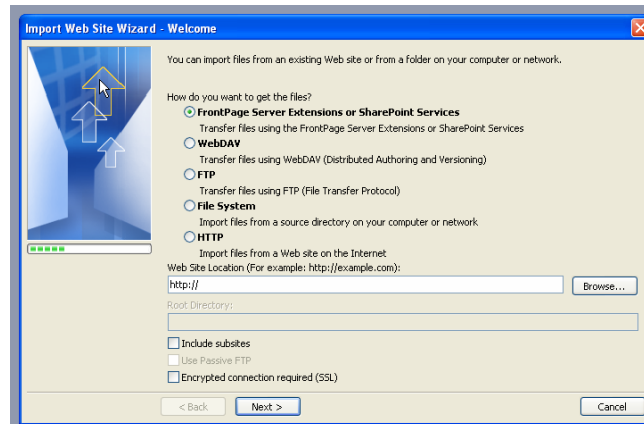 Import Web Site Wizard - Welcome
You can import files from an existing Web site or from a folder on your computer or network.
How do you want to get the files?
FrontPage Server Extensions or SharePoint Services
Transfer files using the FrontPage Server Extensions or SharePoint Services
WebDAV
Transfer files using WebDAV (Distributed Authoring and Versioning)
FTP
Transfer files using FTP (File Transfer Protocol)
File System
Import files from a source directory on your computer or network
HTTP
Import files from a Web site on the Internet
Web Site Location (For example: http://example.com):
http:// Browse...
Root Directory:
Include subsites
Use Passive FTP
Encrypted connection required (SSL)
< Back Next > Cancel